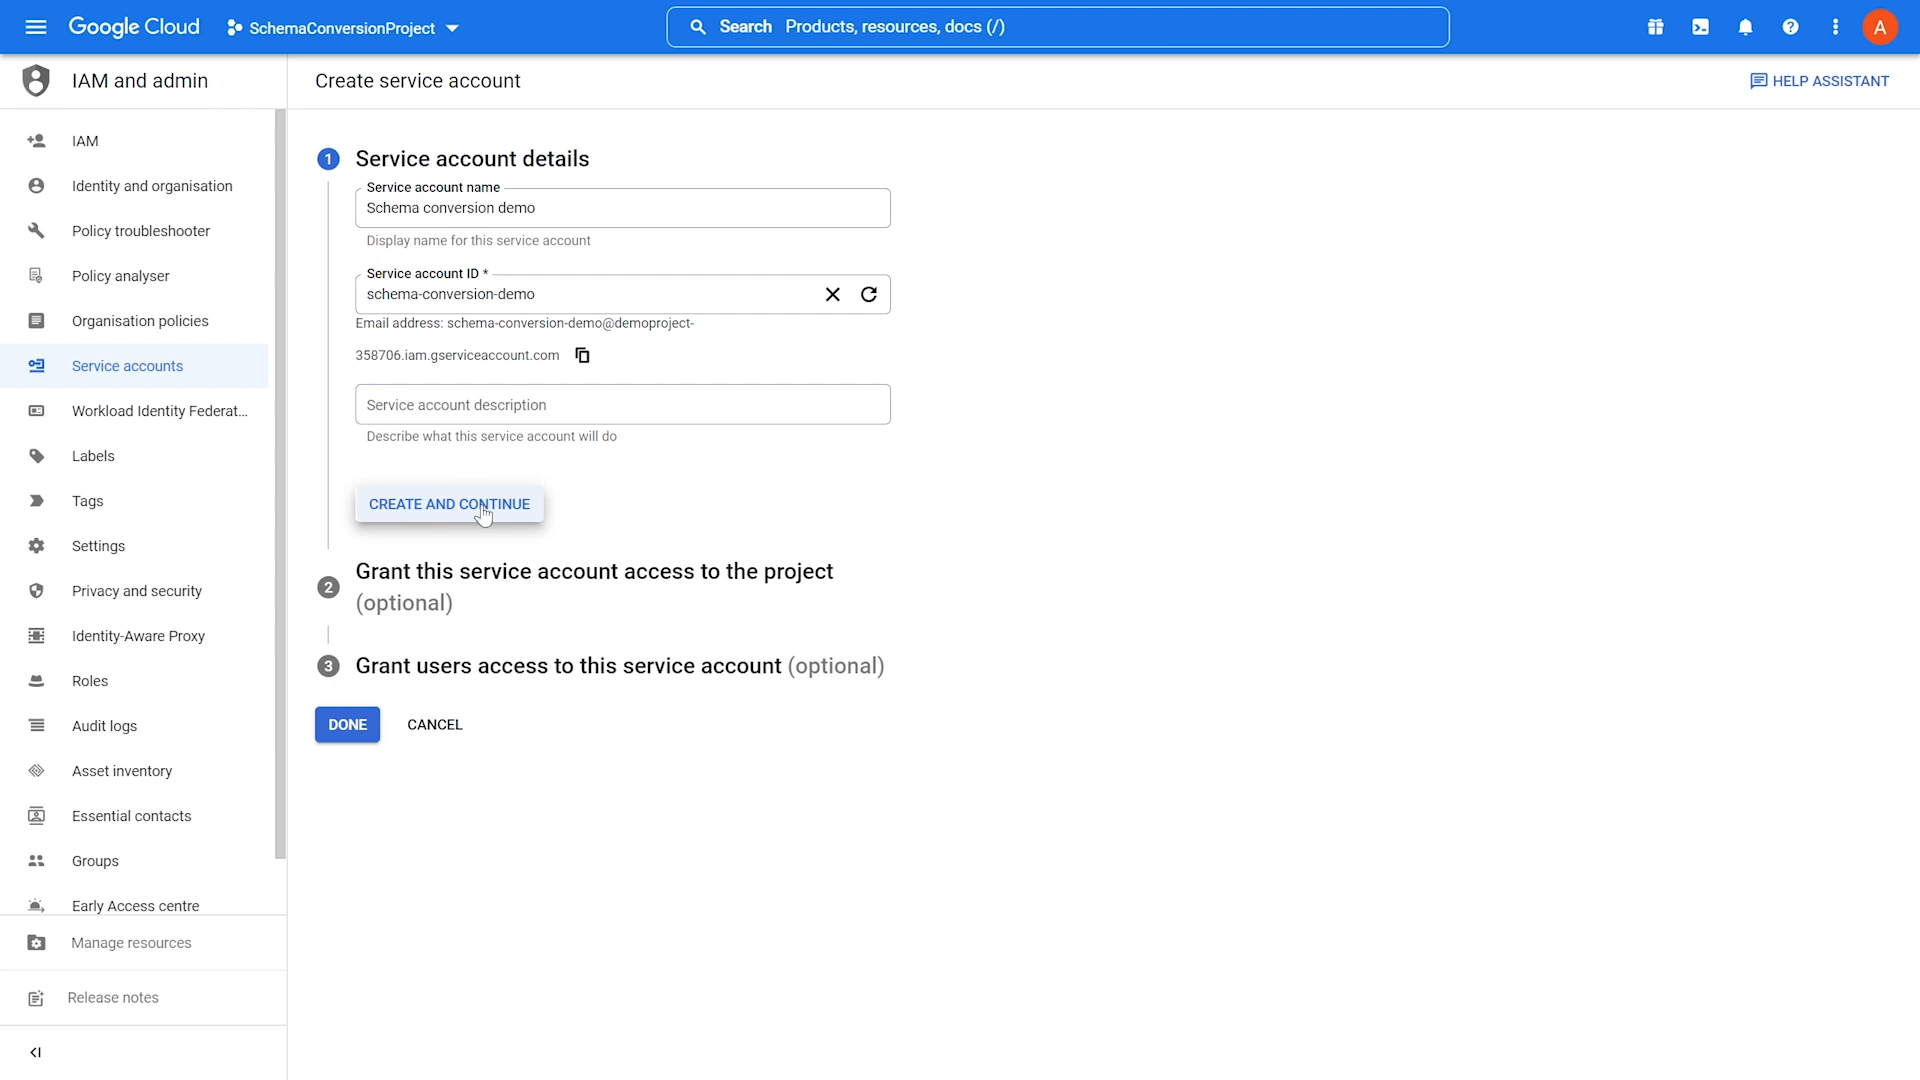 Google Cloud
SchemaConversionProject
Search Products, resources, docs (/)
A
IAM and admin
Create service account
HELP ASSISTANT
IAM
Identity and organisation
Policy troubleshooter
Policy analyser
Organisation policies
Service accounts
Workload Identity Federat...
Labels
Tags
Settings
Privacy and security
Identity-Aware Proxy
Roles
Audit logs
Asset inventory
Essential contacts
Groups
Early Access centre
Manage resources
Release notes
1 Service account details
Service account name
Schema conversion demo
Display name for this service account
Service account ID *
schema-conversion-demo
Email address: schema-conversion-demo@demoproject-
358706.iam.gserviceaccount.com
Service account description
Describe what this service account will do
CREATE AND CONTINUE
2 Grant this service account access to the project
(optional)
3 Grant users access to this service account (optional)
DONE CANCEL